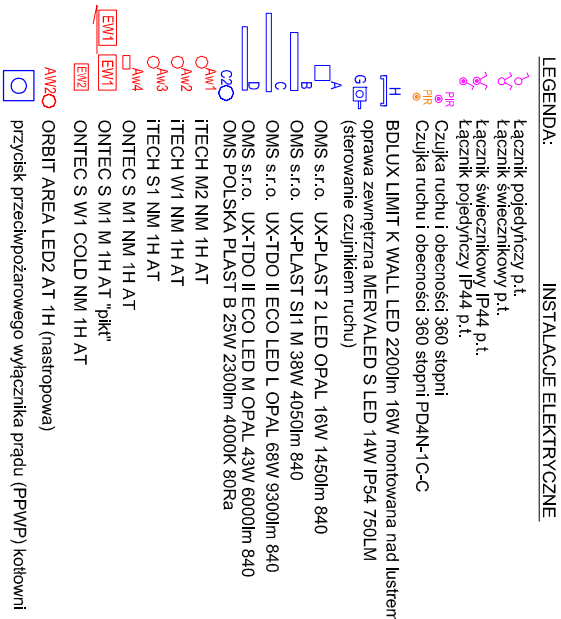 LEGENDA: INSTALACJE ELEKTRYCZNE
Łącznik pojedyńczy p.t.
Łącznik świecznikowy p.t.
Łącznik świecznikowy IP44 p.t.
Łącznik pojedyńczy IP44 p.t.
PIR Czujka ruchu i obecności 360 stopni
PIR Czujka ruchu i obecności 360 stopni PD4N-1C-C
H BDLUX LIMIT K WALL LED 2200lm 16W montowana nad lustrem
G oprawa zewnętrzna MERVALED S LED 14W IP54 750LM
(sterowanie czujnikiem ruchu)
A OMS s.r.o. UX-PLAST 2 LED OPAL 16W 1450lm 840
B OMS s.r.o. UX-PLAST SI1 M 38W 4050lm 840
C OMS s.r.o. UX-TDO II ECO LED L OPAL 68W 9300lm 840
D OMS s.r.o. UX-TDO II ECO LED M OPAL 43W 6000lm 840
C2 OMS POLSKA PLAST B 25W 2300lm 4000K 80Ra
Aw1 iTECH M2 NM 1H AT
Aw2 iTECH W1 NM 1H AT
Aw3 iTECH S1 NM 1H AT
Aw4 ONTEC S M1 NM 1H AT
EW1 EW1 ONTEC S M1 M 1H AT "pikt"
EW2 ONTEC S W1 COLD NM 1H AT
AW2 ORBIT AREA LED2 AT 1H (nastropowa)
przycisk przeciwpożarowego wyłącznika prądu (PPWP) kotłowni